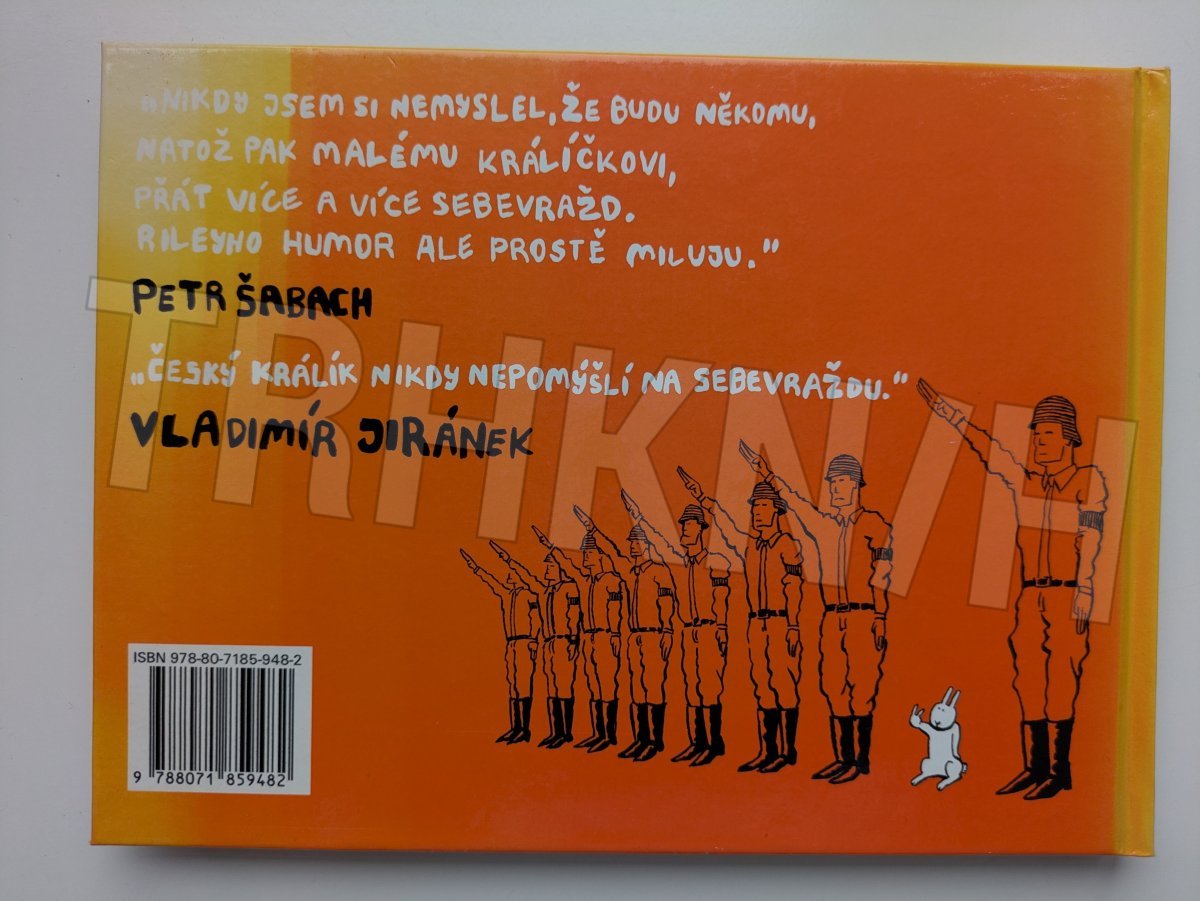 „NIKDY JSEM SI NEMYSLEL, ŽE BUDU NĚKOMU,
NATOŽ PAK MALÉMU KRÁLÍČKOVI,
PŘÁT VÍCE A VÍCE SEBEVRAŽD.
RILEYHO HUMOR ALE PROSTĚ MILUJU."
PETR ŠABACH
„ČESKÝ KRÁLÍK NIKDY NEPOMÝŠLÍ NA SEBEVRAŽDU."
VLADIMÍR JIRÁNEK
TRHKNIH
ISBN 978-80-7185-948-2
9 788071 859482